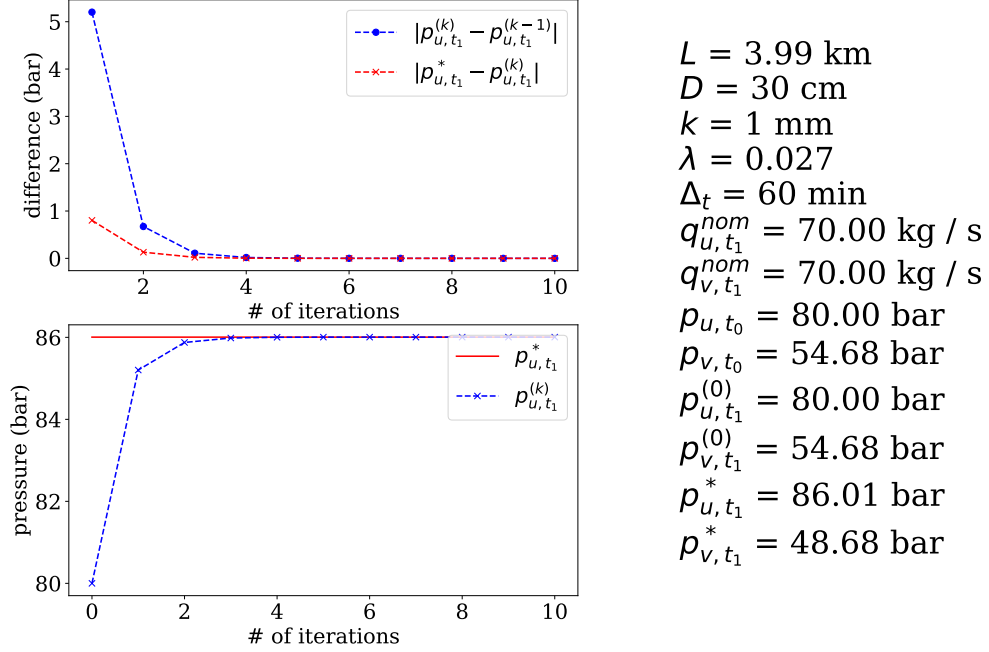 5
4
3
2
1
0
difference (bar)
|p_{u,t_1}^{(k)} − p_{u,t_1}^{(k−1)}|
|p_{u,t_1}^{*} − p_{u,t_1}^{(k)}|
2 4 6 8 10
# of iterations
86
84
82
80
pressure (bar)
p_{u,t_1}^{*}
p_{u,t_1}^{(k)}
0 2 4 6 8 10
# of iterations
L = 3.99 km
D = 30 cm
k = 1 mm
λ = 0.027
Δ_t = 60 min
q_{u,t_1}^{nom} = 70.00 kg / s
q_{v,t_1}^{nom} = 70.00 kg / s
p_{u,t_0} = 80.00 bar
p_{v,t_0} = 54.68 bar
p_{u,t_1}^{(0)} = 80.00 bar
p_{v,t_1}^{(0)} = 54.68 bar
p_{u,t_1}^{*} = 86.01 bar
p_{v,t_1}^{*} = 48.68 bar